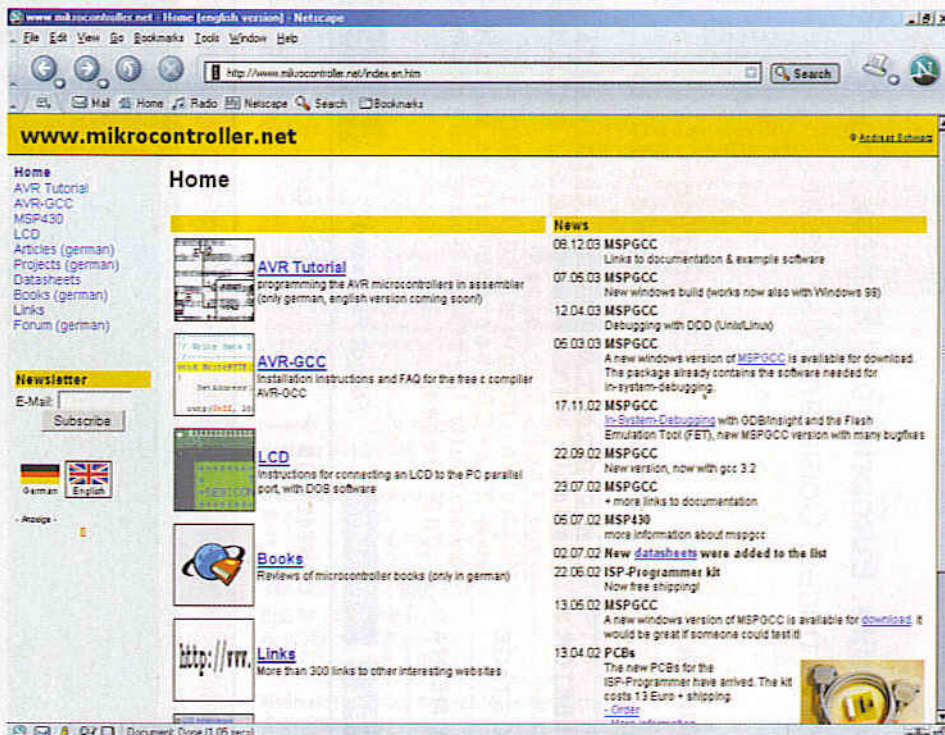 www.mikrocontroller.net - Home (english version) - Netscape
File Edit View Go Bookmarks Tools Window Help
http://www.mikrocontroller.net/index.en.htm
Search
Mail Home Radio Netscape Search Bookmarks
www.mikrocontroller.net
© Andreas Schwarz
Home
AVR Tutorial
AVR-GCC
MSP430
LCD
Articles (german)
Projects (german)
Datasheets
Books (german)
Links
Forum (german)
Newsletter
E-Mail:
Subscribe
German English
- Anzeige -
Home
AVR Tutorial
programming the AVR microcontrollers in assembler
(only german, english version coming soon!)
AVR-GCC
Installation instructions and FAQ for the free c compiler
AVR-GCC
LCD
Instructions for connecting an LCD to the PC parallel
port, with DOS software
Books
Reviews of microcontroller books (only in german)
http://www.
Links
More than 300 links to other interesting websites
News
08.12.03 MSPGCC
Links to documentation & example software
07.05.03 MSPGCC
New windows build (works now also with Windows 98)
12.04.03 MSPGCC
Debugging with DDD (Unix/Linux)
05.03.03 MSPGCC
A new windows version of MSPGCC is available for download.
The package already contains the software needed for
in-system-debugging.
17.11.02 MSPGCC
In-System-Debugging with GDB/Insight and the Flash
Emulation Tool (FET), new MSPGCC version with many bugfixes
22.09.02 MSPGCC
New version, now with gcc 3.2
23.07.02 MSPGCC
+ more links to documentation
05.07.02 MSP430
more information about mspgcc
02.07.02 New datasheets were added to the list
22.06.02 ISP-Programmer kit
Now free shipping!
13.05.02 MSPGCC
A new windows version of MSPGCC is available for download. It
would be great if someone could test it!
13.04.02 PCBs
The new PCBs for the
ISP-Programmer have arrived. The kit
costs 13 Euro + shipping.
- Order
- More information
Document: Done (1.05 secs)